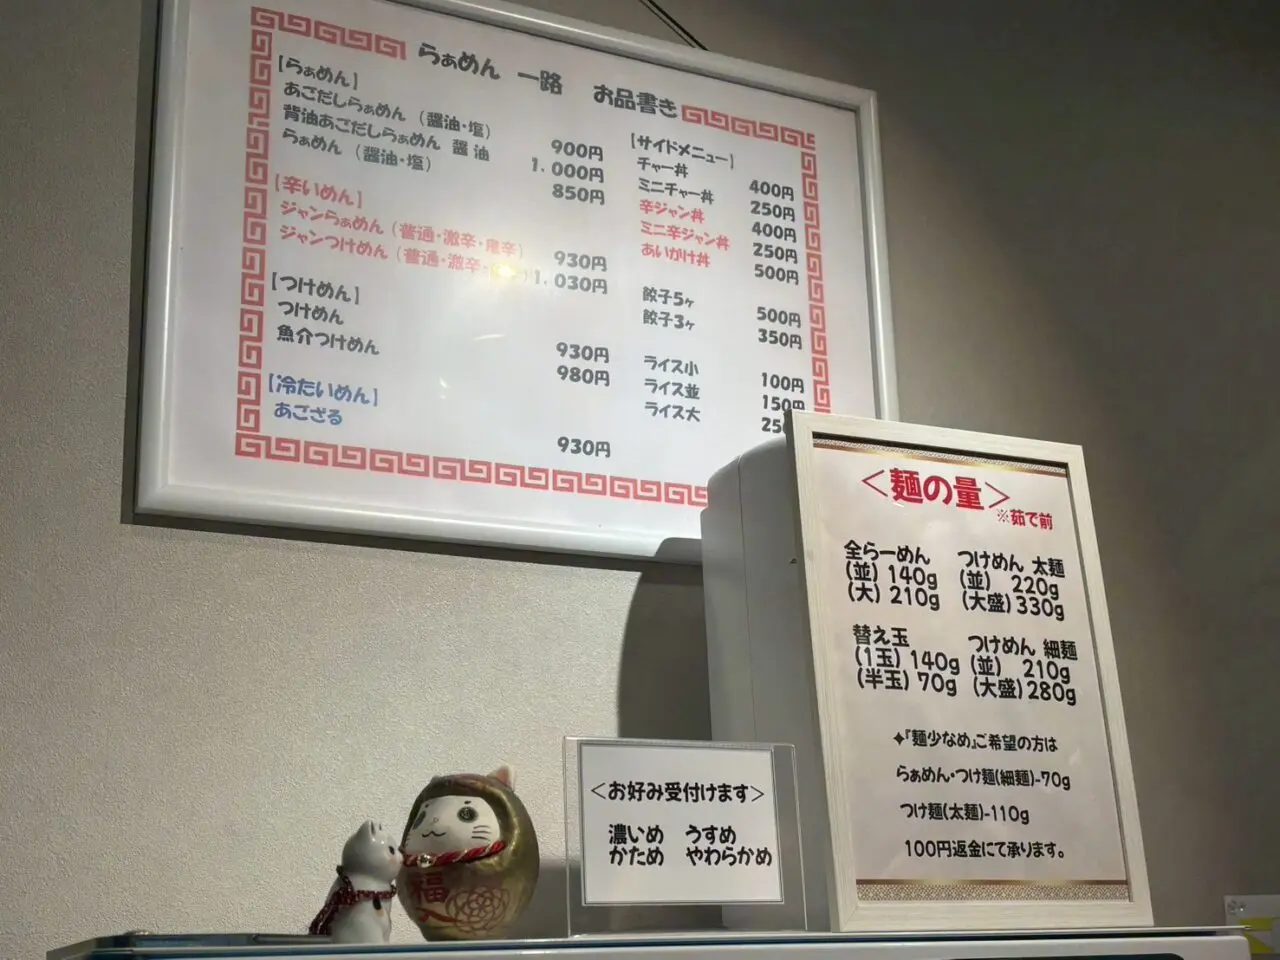 らぁめん 一路 お品書き
【らぁめん】
あごだしらぁめん （醤油・塩） 900円
背油あごだしらぁめん 醤油 1.000円
らぁめん （醤油・塩） 850円
【辛いめん】
ジャンらぁめん （普通・激辛・鬼辛） 930円
ジャンつけめん （普通・激辛・ ） 1.030円
【つけめん】
つけめん 930円
魚介つけめん 980円
【冷たいめん】
あござる 930円
【サイドメニュー】
チャー丼 400円
ミニチャー丼 250円
辛ジャン丼 400円
ミニ辛ジャン丼 250円
あいがけ丼 500円
餃子5ヶ 500円
餃子3ヶ 350円
ライス小 100円
ライス並 150円
ライス大 25
＜麺の量＞
※茹で前
全らーめん
(並) 140g
(大) 210g
つけめん 太麺
(並) 220g
(大盛) 330g
替え玉
(1玉) 140g
(半玉) 70g
つけめん 細麺
(並) 210g
(大盛) 280g
✦『麺少なめ』ご希望の方は
らぁめん・つけ麺(細麺)-70g
つけ麺(太麺)-110g
100円返金にて承ります。
＜お好み受付けます＞
濃いめ うすめ
かため やわらかめ
福